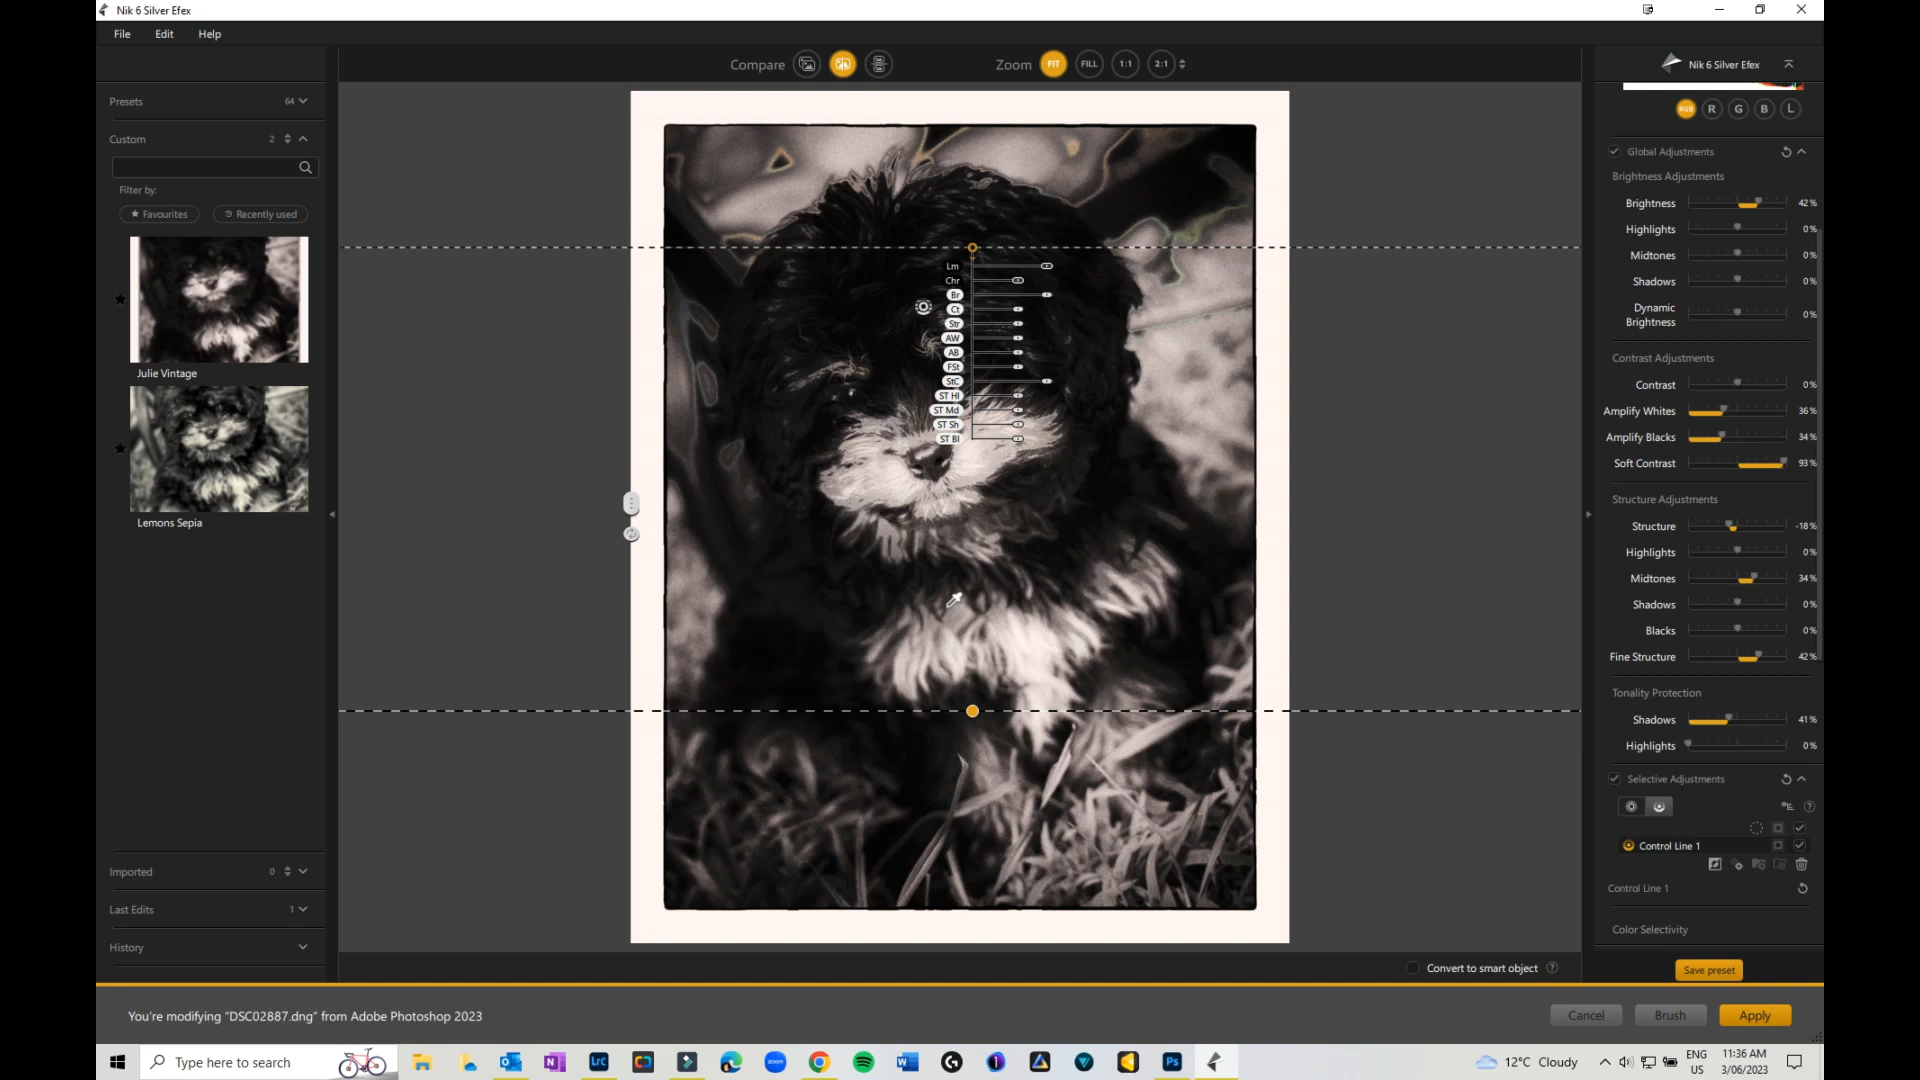 Nik 6 Silver Efex
File Edit Help
Compare
Zoom FIT FILL 1:1 2:1
Nik 6 Silver Efex
Presets 64
Custom 2
Filter by:
Favourites Recently used
Julie Vintage
Lemons Sepia
Imported 0
Last Edits 1
History
Lm
Chr
Br
Ct
Str
AW
AB
FSt
StC
ST Hl
ST Md
ST Sh
ST Bl
RGB R G B L
Global Adjustments
Brightness Adjustments
Brightness 42%
Highlights 0%
Midtones 0%
Shadows 0%
Dynamic
Brightness 0%
Contrast Adjustments
Contrast 0%
Amplify Whites 36%
Amplify Blacks 34%
Soft Contrast 93%
Structure Adjustments
Structure -18%
Highlights 0%
Midtones 34%
Shadows 0%
Blacks 0%
Fine Structure 42%
Tonality Protection
Shadows 41%
Highlights 0%
Selective Adjustments
Control Line 1
Control Line 1
Color Selectivity
Convert to smart object
Save preset
You're modifying "DSC02887.dng" from Adobe Photoshop 2023
Cancel Brush Apply
Type here to search
zoom
Lrc
Ps
12°C Cloudy
ENG
US
11:36 AM
3/06/2023